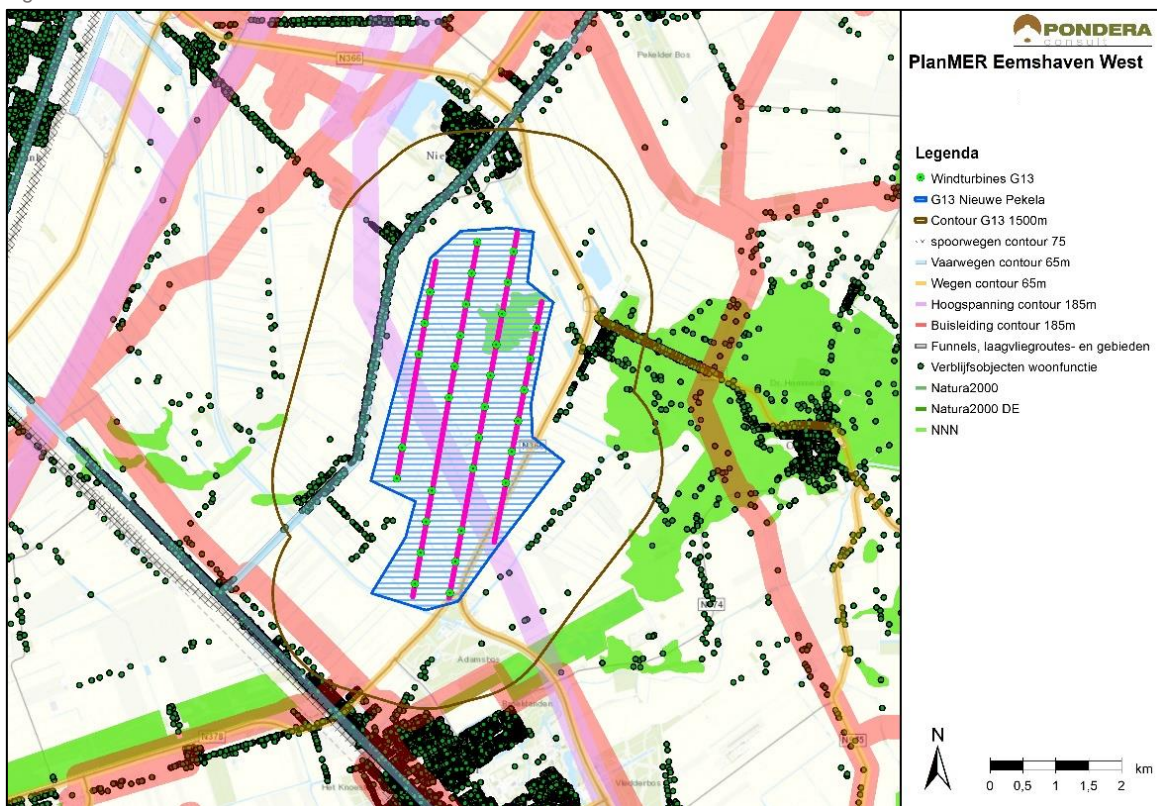 N366
Pekelder Bos
PONDERA
consult
PlanMER Eemshaven West
Legenda
Windturbines G13
G13 Nieuwe Pekela
Contour G13 1500m
spoorwegen contour 75
Vaarwegen contour 65m
Wegen contour 65m
Hoogspanning contour 185m
Buisleiding contour 185m
Funnels, laagvliegroutes- en gebieden
Verblijfsobjecten woonfunctie
Natura2000
Natura2000 DE
NNN
N974
Adamsbos
N378
Vledderbos
N
0 0,5 1 1,5 2 km